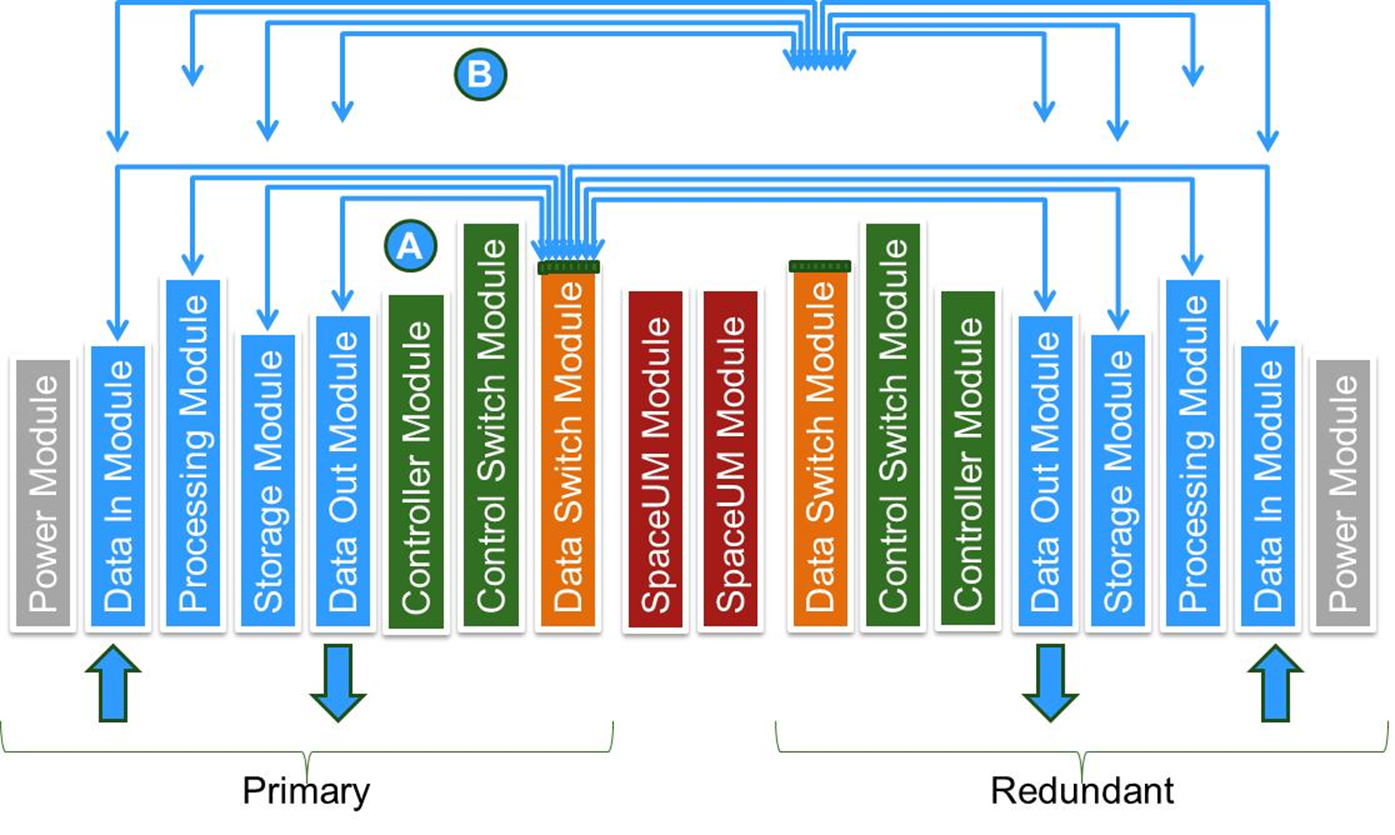 B
A
Power Module
Data In Module
Processing Module
Storage Module
Data Out Module
Controller Module
Control Switch Module
Data Switch Module
SpaceUM Module
SpaceUM Module
Data Switch Module
Control Switch Module
Controller Module
Data Out Module
Storage Module
Processing Module
Data In Module
Power Module
Primary
Redundant